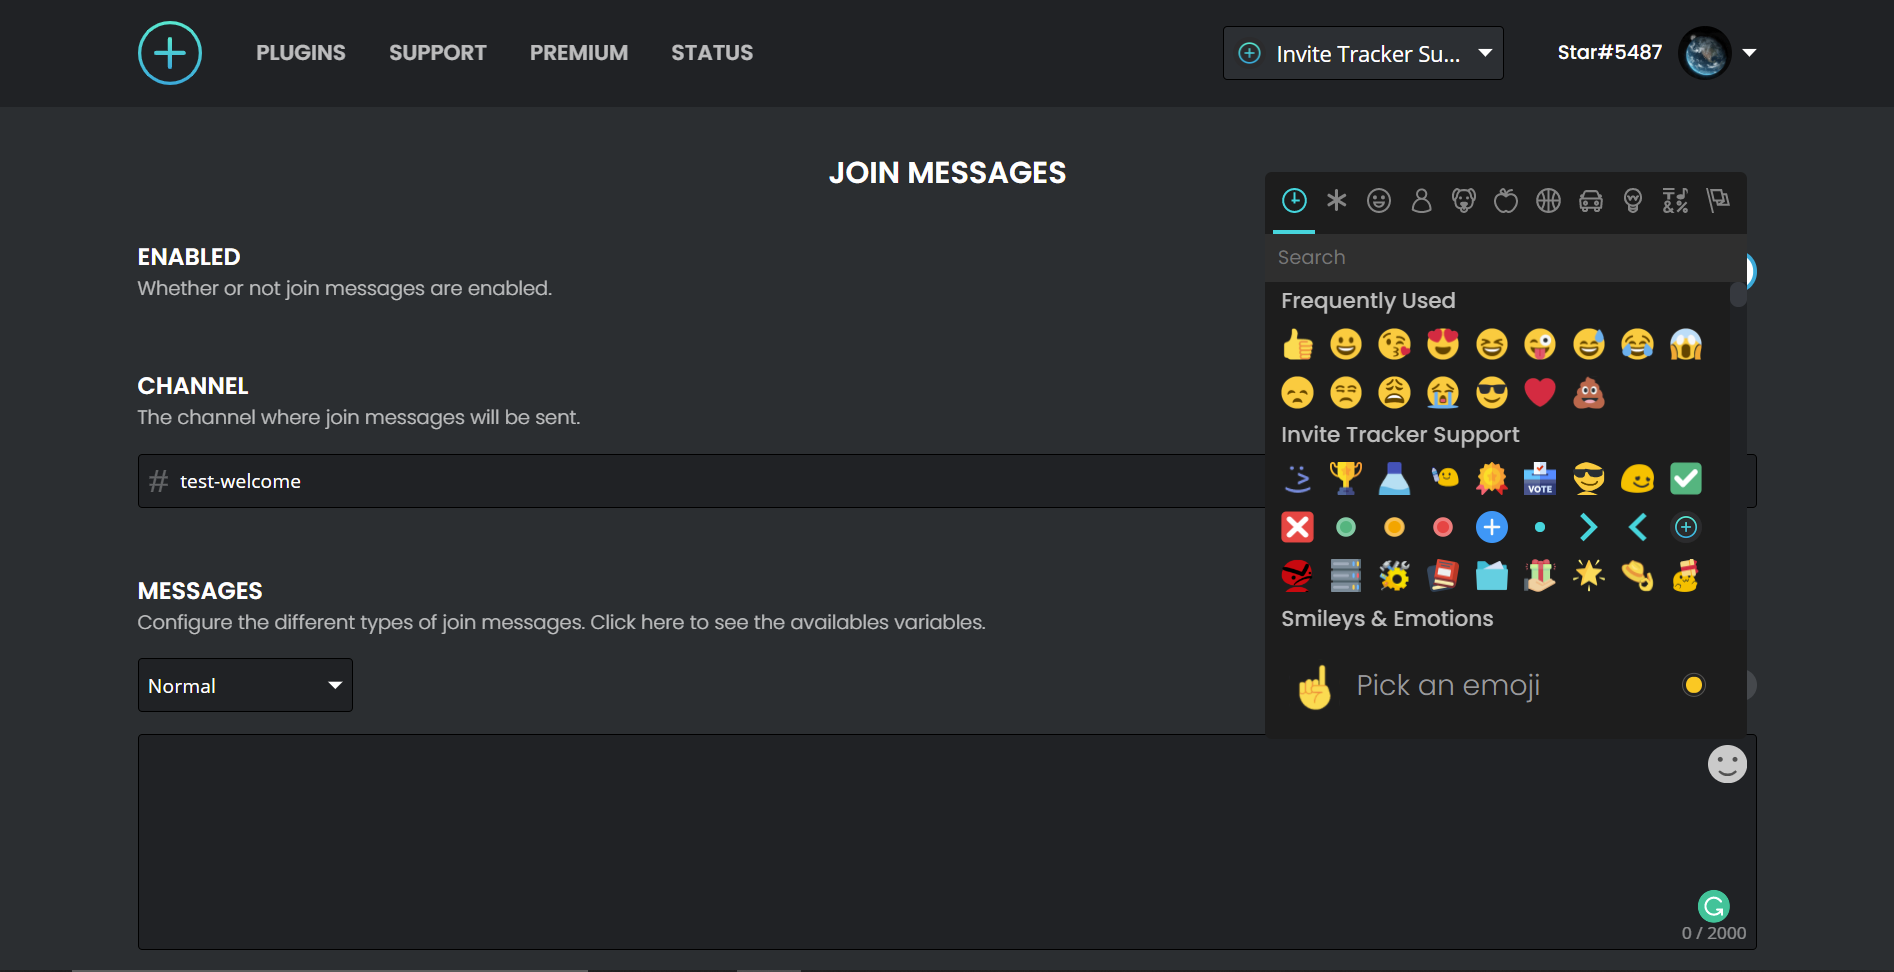 PLUGINS SUPPORT PREMIUM STATUS Invite Tracker Su... Star#5487
JOIN MESSAGES
ENABLED
Whether or not join messages are enabled.
CHANNEL
The channel where join messages will be sent.
# test-welcome
MESSAGES
Configure the different types of join messages. Click here to see the availables variables.
Normal
Search
Frequently Used
Invite Tracker Support
VOTE
Smileys & Emotions
Pick an emoji
0 / 2000